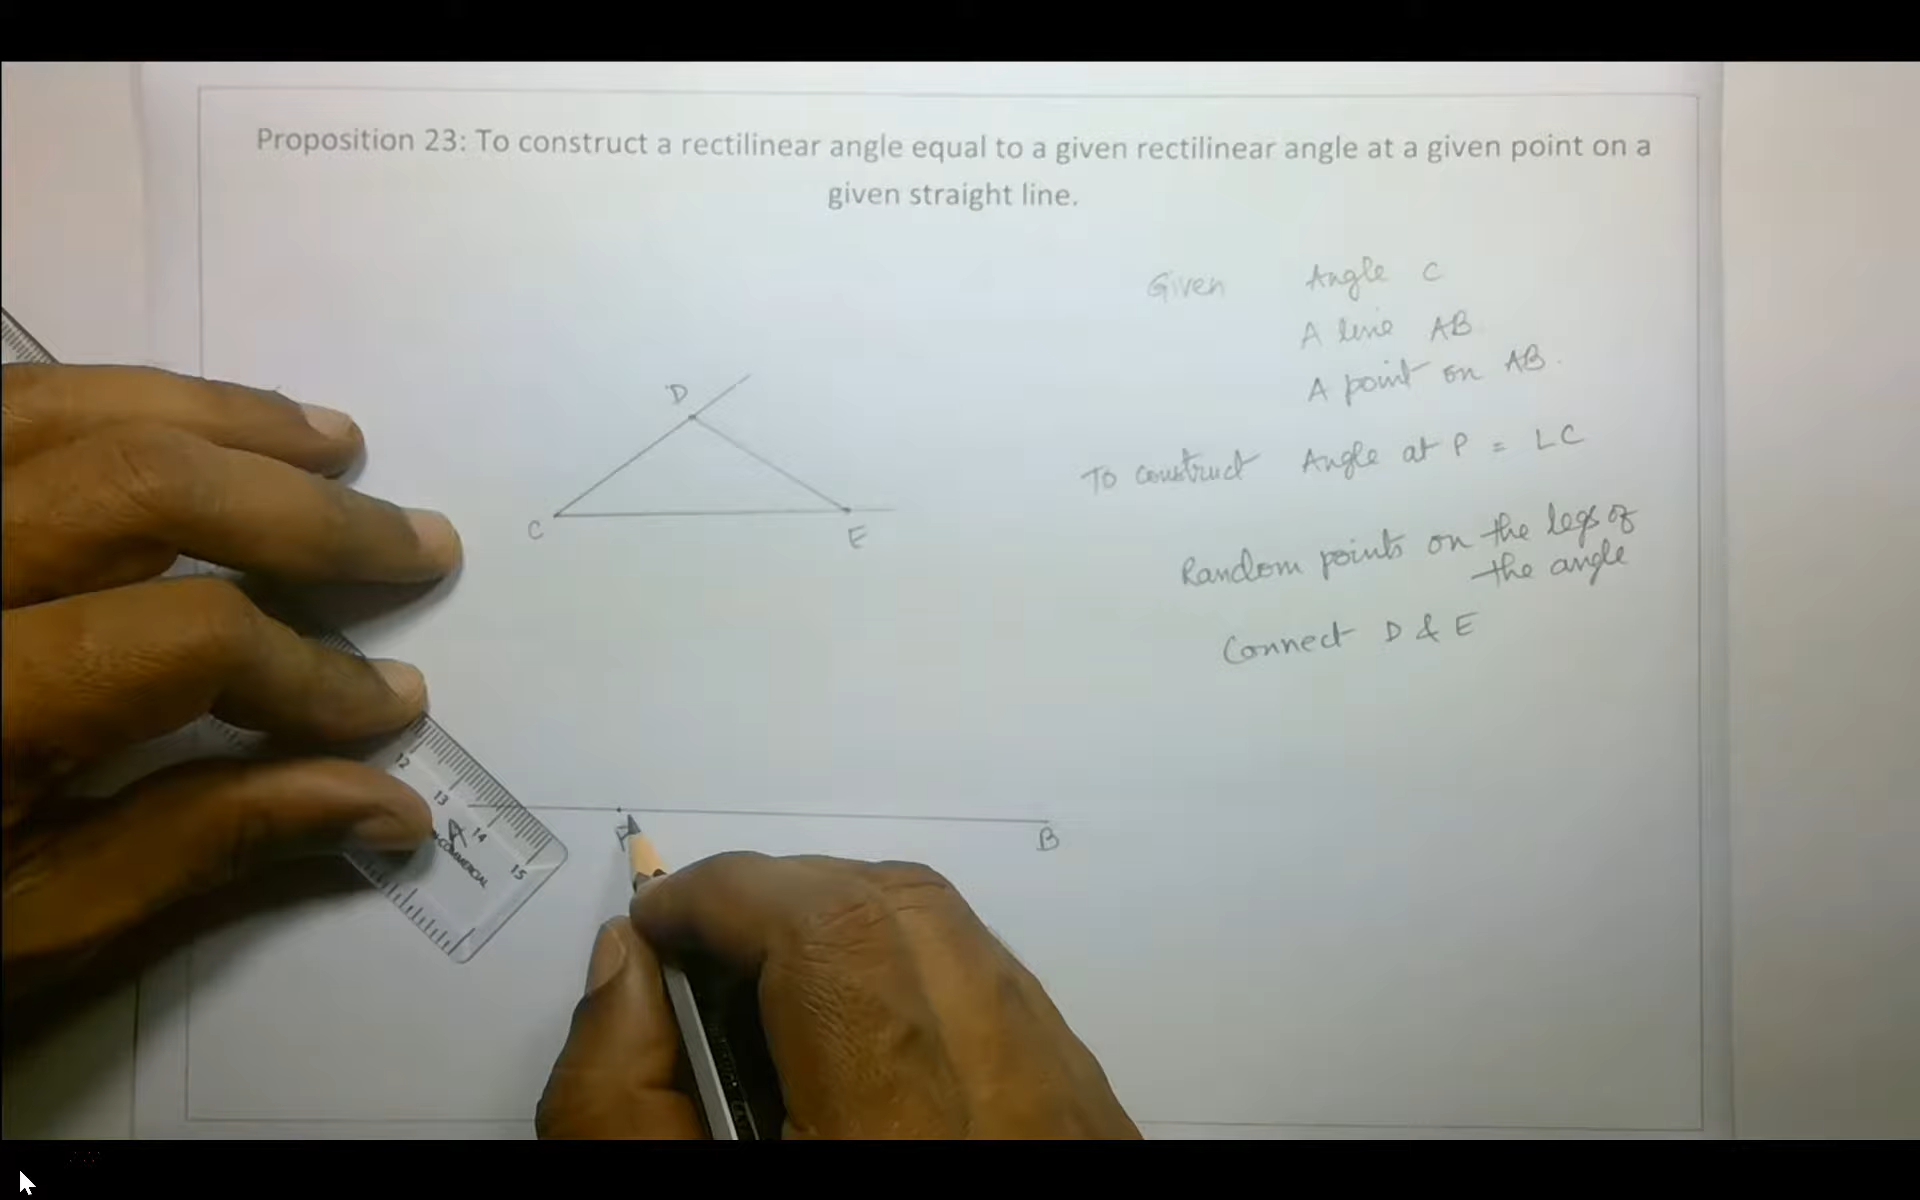 Proposition 23: To construct a rectilinear angle equal to a given rectilinear angle at a given point on a
given straight line.
Given Angle C
A line AB
A point on AB.
To construct Angle at P = ∠C
Random points on the legs of
the angle
Connect D & E
D
C
E
12
13
14
15
A
B